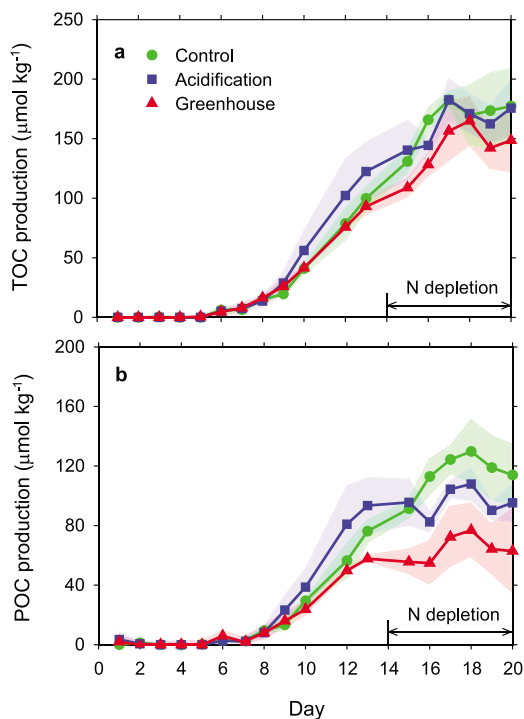 250
200
150
100
50
0
TOC production (μmol kg⁻¹)
a
Control
Acidification
Greenhouse
N depletion
200
160
120
80
40
0
POC production (μmol kg⁻¹)
b
N depletion
0 2 4 6 8 10 12 14 16 18 20
Day